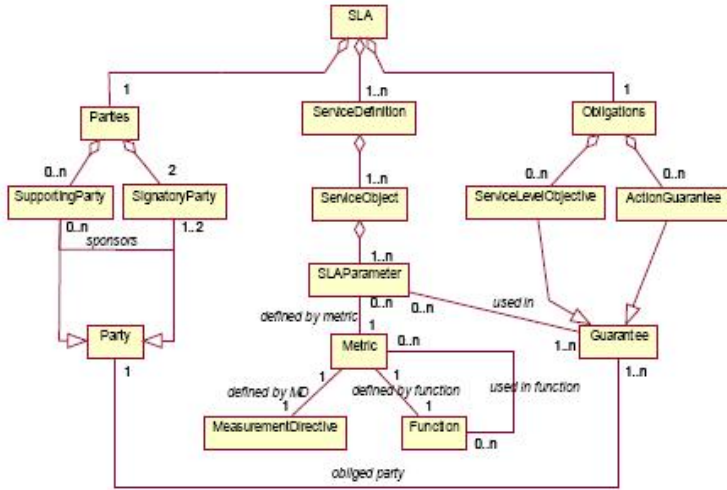 SLA
1
1..n
1
Parties
ServiceDefinition
Obligations
0..n
2
1..n
0..n
0..n
SupportingParty
SignatoryParty
ServiceObject
ServiceLevelObjective
ActionGuarantee
0..n
1..2
sponsors
1..n
SLAParameter
0..n
0..n
used in
defined by metric
1
0..n
1..n
Party
Metric
Guarantee
1
1
1
1..n
defined by MD
defined by function
used in function
1
1
MeasurementDirective
Function
0..n
obliged party